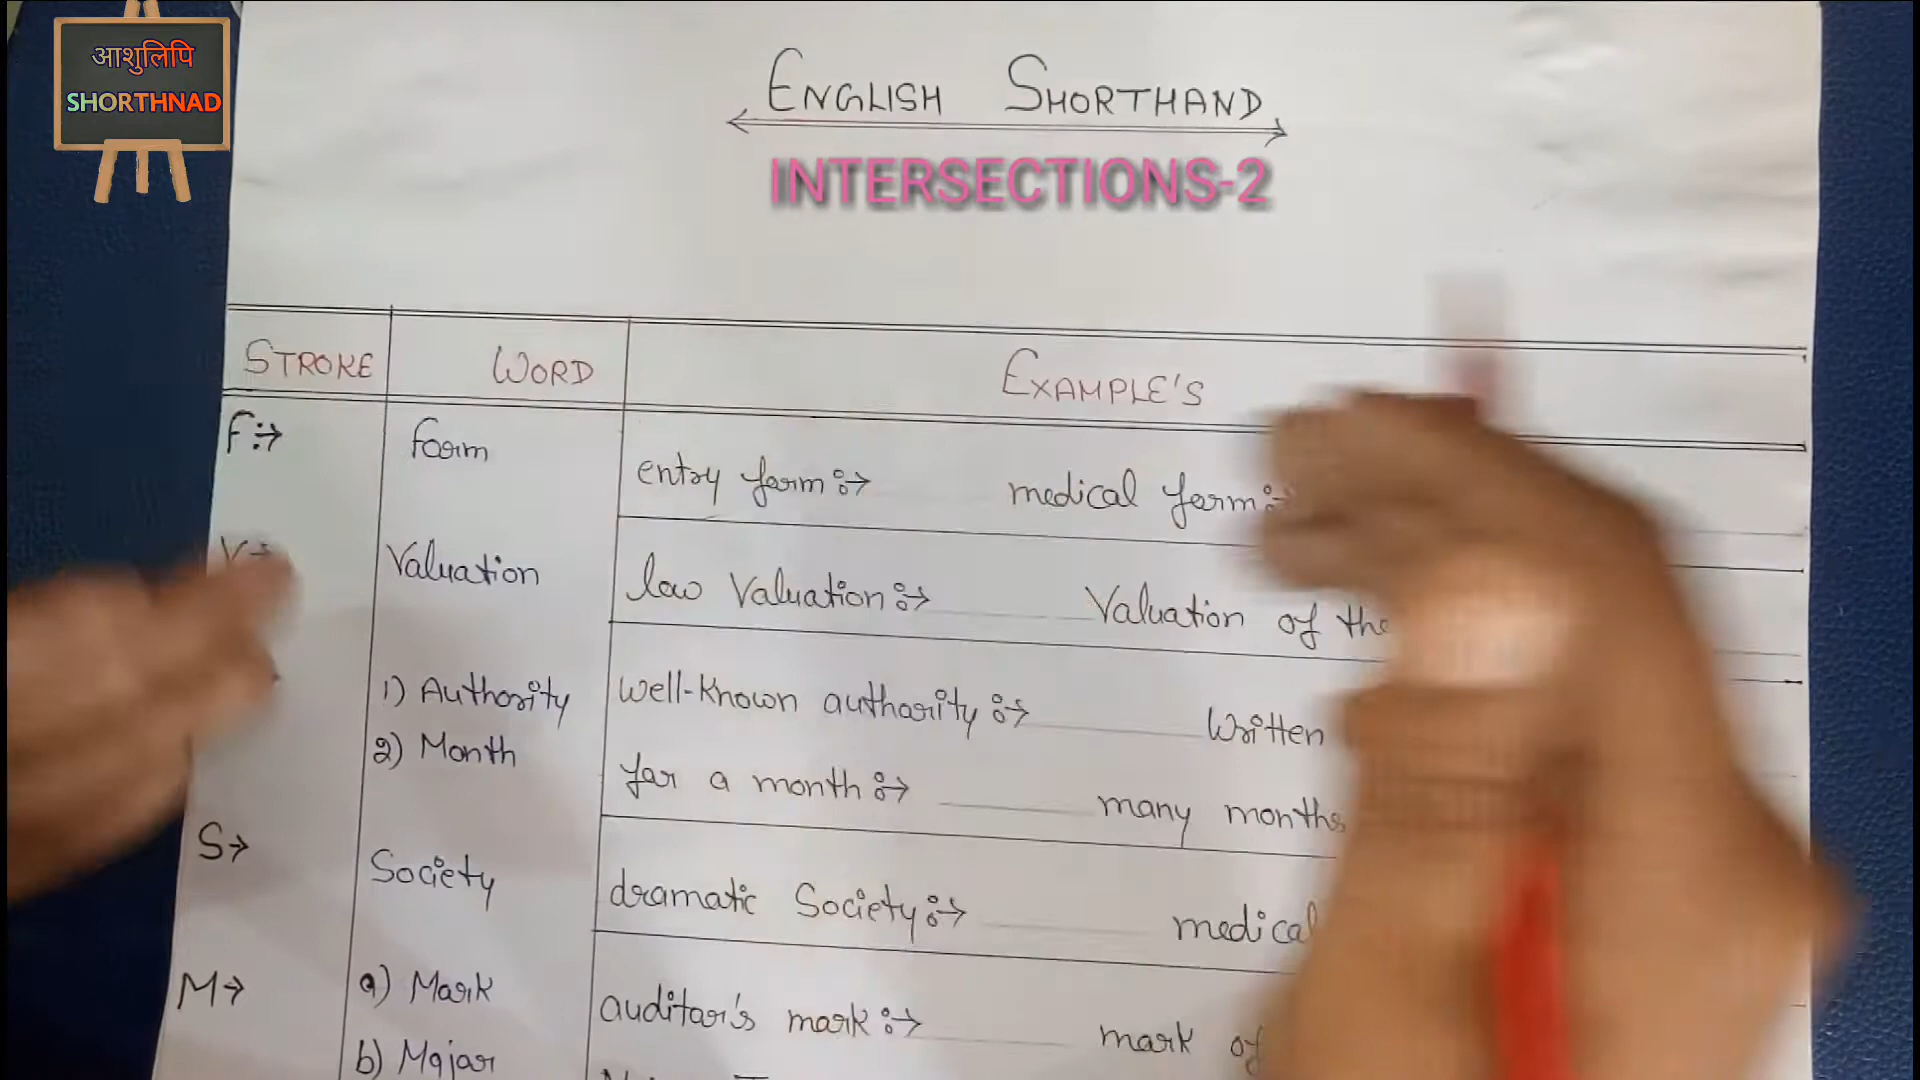 आशुलिपि
SHORTHNAD
ENGLISH SHORTHAND
INTERSECTIONS-2
STROKE WORD EXAMPLE'S
F:→ form entry form:→ medical form:-
V→ Valuation low Valuation:→ Valuation of the
1) Authority well-known authority:→ Written
2) Month for a month:→ many months
S→ Society dramatic Society:→ medical
M→ a) Mark auditor's mark:→ mark of
b) Major